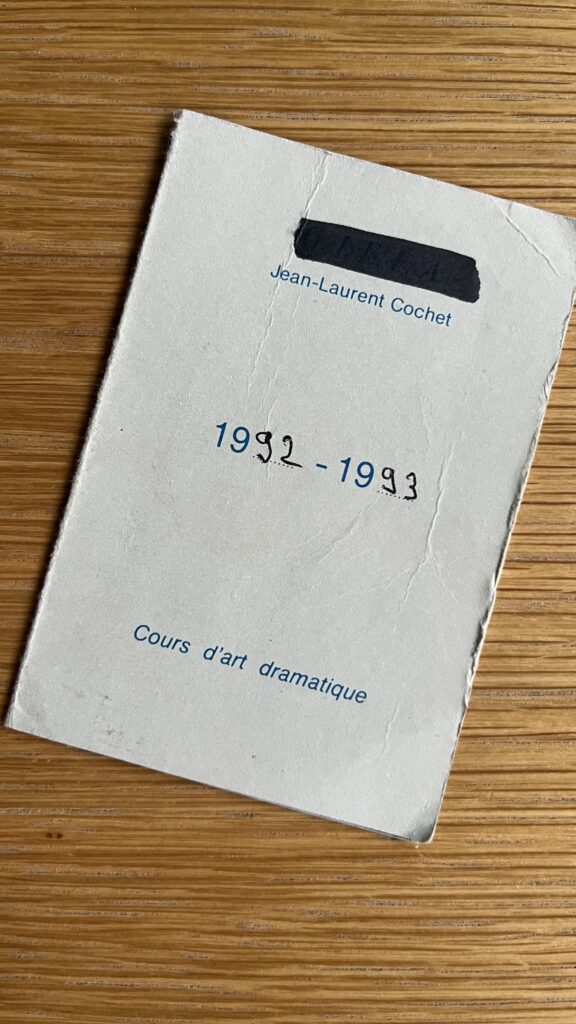 Jean-Laurent Cochet
1992 - 1993
Cours d'art dramatique